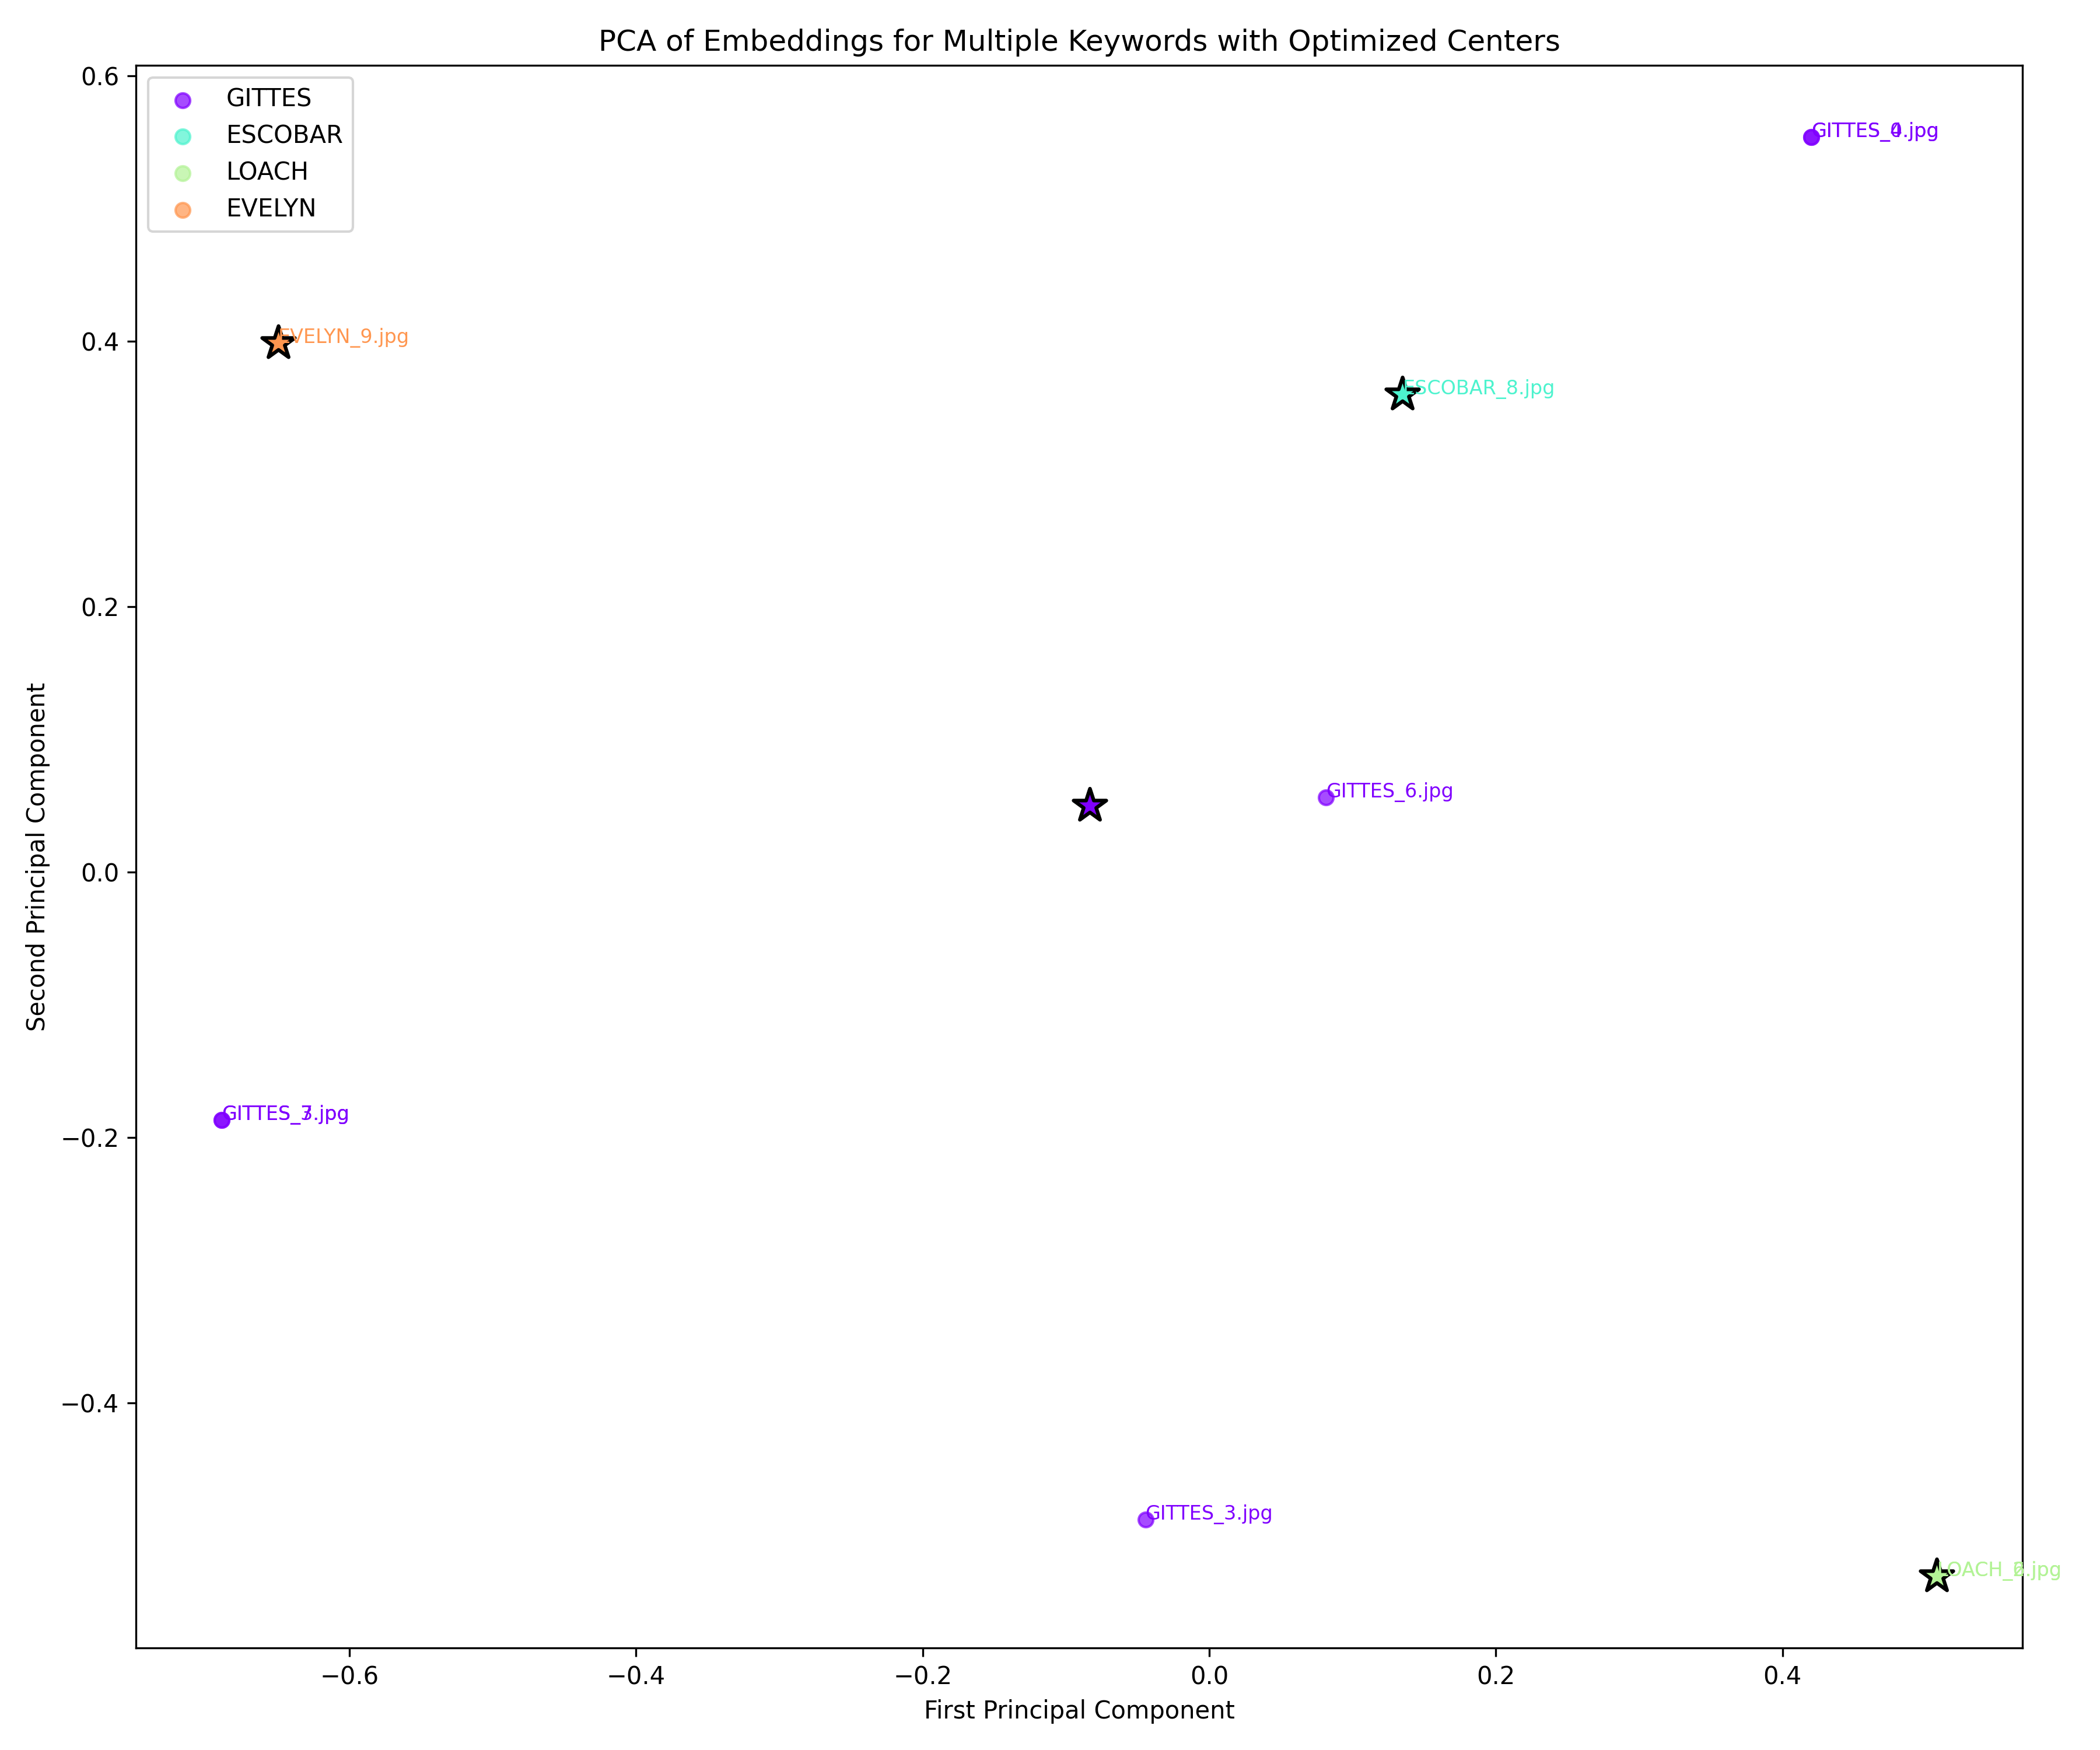 PCA of Embeddings for Multiple Keywords with Optimized Centers
0.6
GITTES
ESCOBAR
LOACH
EVELYN
EVELYN_9.jpg
0.4
ESCOBAR_8.jpg
0.2
GITTES_6.jpg
0.0
−0.2
GITTES_3.jpg
−0.4
−0.6
−0.4
−0.2
0.0
0.2
0.4
First Principal Component
Second Principal Component